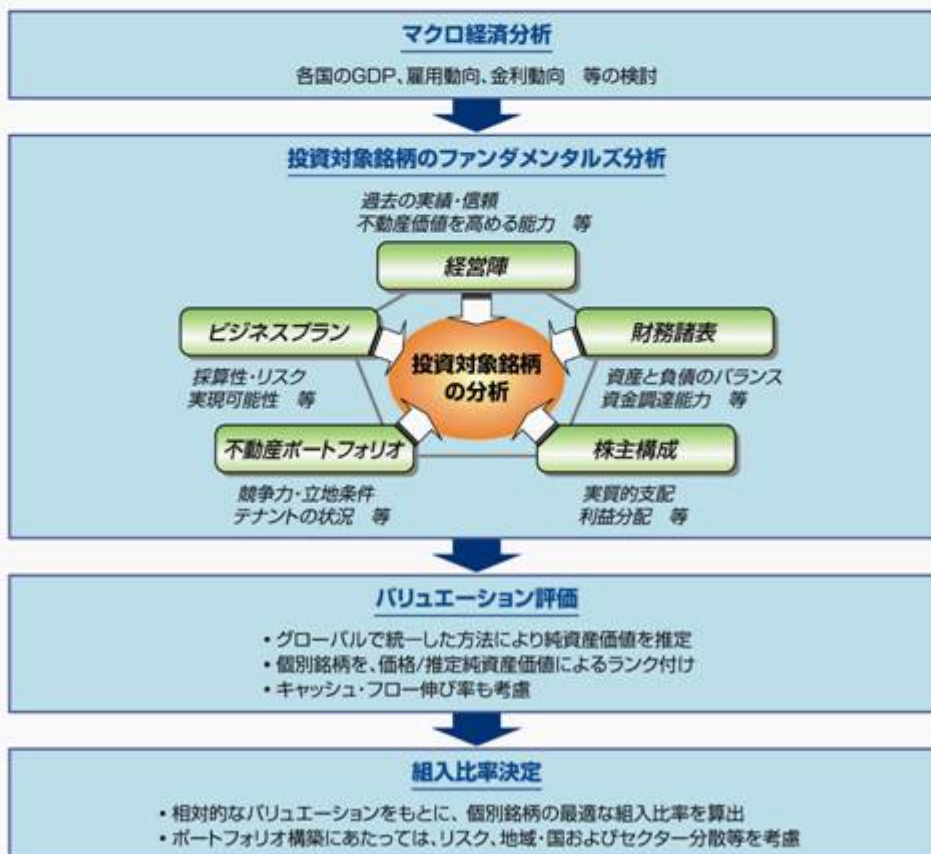 マクロ経済分析
各国のGDP、雇用動向、金利動向　等の検討
投資対象銘柄のファンダメンタルズ分析
過去の実績・信頼
不動産価値を高める能力　等
経営陣
ビジネスプラン
採算性・リスク
実現可能性　等
財務諸表
資産と負債のバランス
資金調達能力　等
投資対象銘柄
の分析
不動産ポートフォリオ
競争力・立地条件
テナントの状況　等
株主構成
実質的支配
利益分配　等
バリュエーション評価
• グローバルで統一した方法により純資産価値を推定
• 個別銘柄を、価格/推定純資産価値によるランク付け
• キャッシュ・フロー伸び率も考慮
組入比率決定
• 相対的なバリュエーションをもとに、個別銘柄の最適な組入比率を算出
• ポートフォリオ構築にあたっては、リスク、地域・国およびセクター分散等を考慮